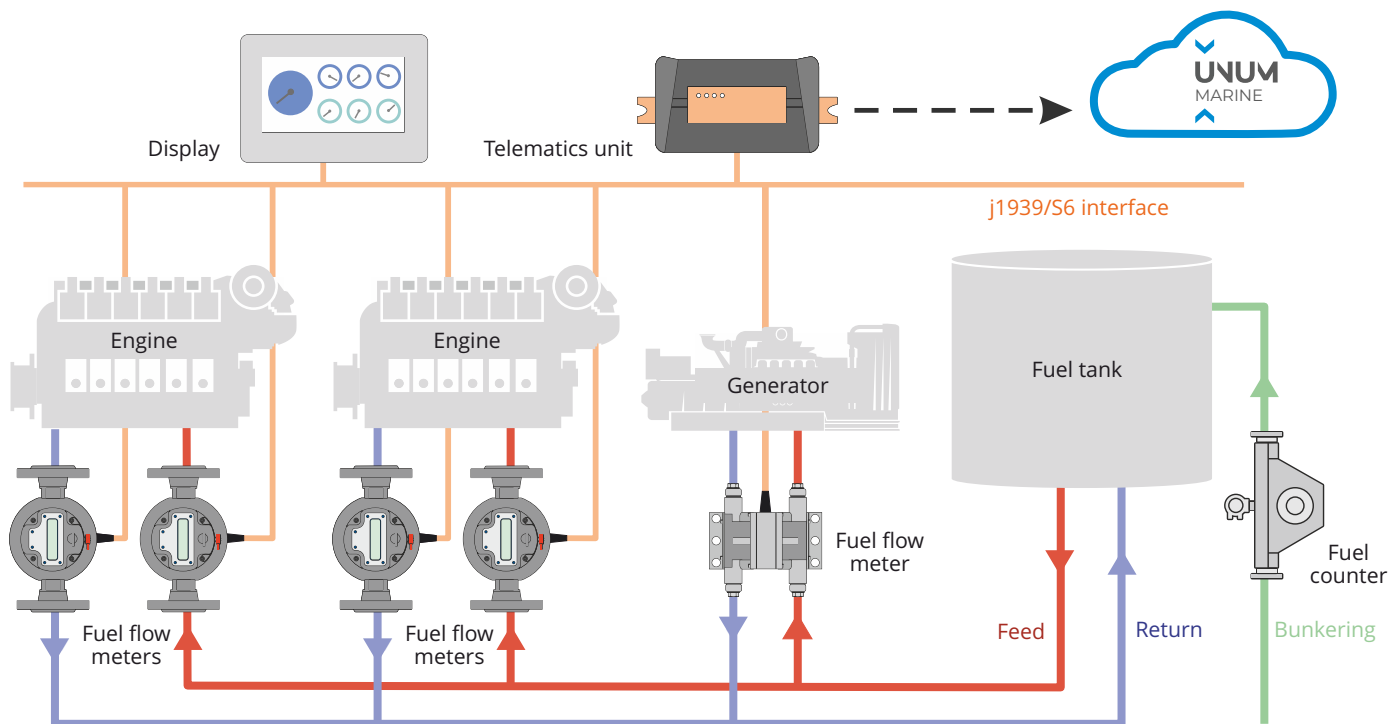 UNUM
MARINE
Display
Telematics unit
j1939/S6 interface
Engine
Engine
Generator
Fuel tank
Fuel flow
meter
Fuel
counter
Fuel flow
meters
Fuel flow
meters
Feed
Return
Bunkering